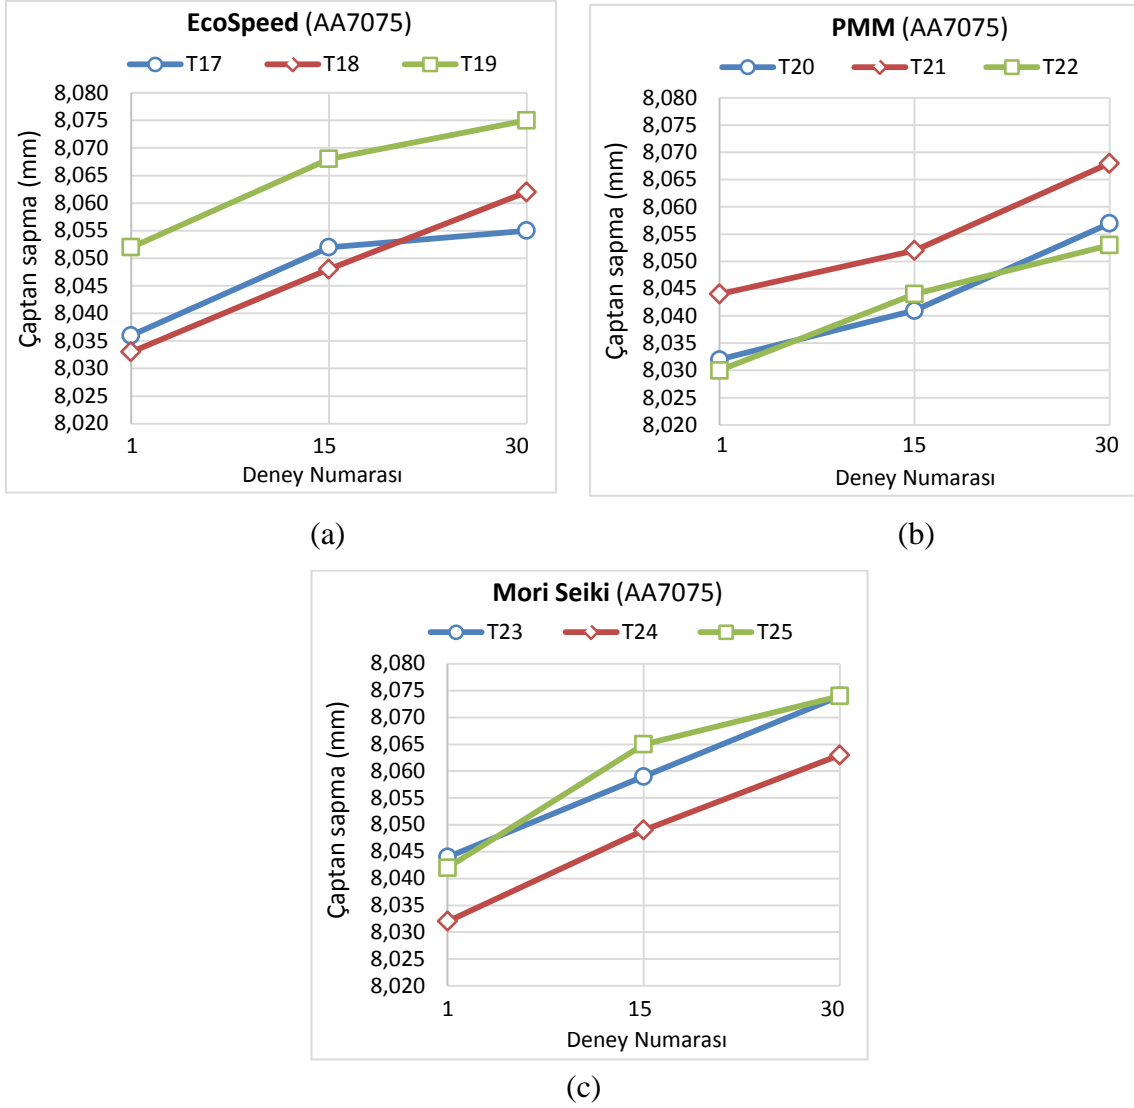 EcoSpeed (AA7075)
T17 T18 T19
8,080
8,075
8,070
8,065
8,060
8,055
8,050
8,045
8,040
8,035
8,030
8,025
8,020
Çaptan sapma (mm)
1 15 30
Deney Numarası
(a)
PMM (AA7075)
T20 T21 T22
8,080
8,075
8,070
8,065
8,060
8,055
8,050
8,045
8,040
8,035
8,030
8,025
8,020
Çaptan sapma (mm)
1 15 30
Deney Numarası
(b)
Mori Seiki (AA7075)
T23 T24 T25
8,080
8,075
8,070
8,065
8,060
8,055
8,050
8,045
8,040
8,035
8,030
8,025
8,020
Çaptan sapma (mm)
1 15 30
Deney Numarası
(c)